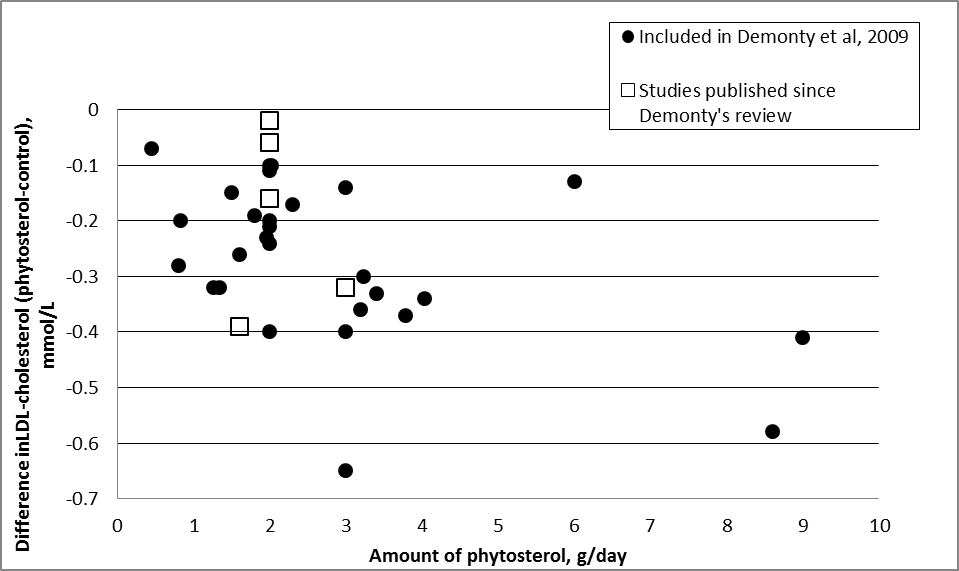 Included in Demonty et al, 2009
Studies published since
Demonty's review
Difference inLDL-cholesterol (phytosterol-control),
mmol/L
0
-0.1
-0.2
-0.3
-0.4
-0.5
-0.6
-0.7
0 1 2 3 4 5 6 7 8 9 10
Amount of phytosterol, g/day